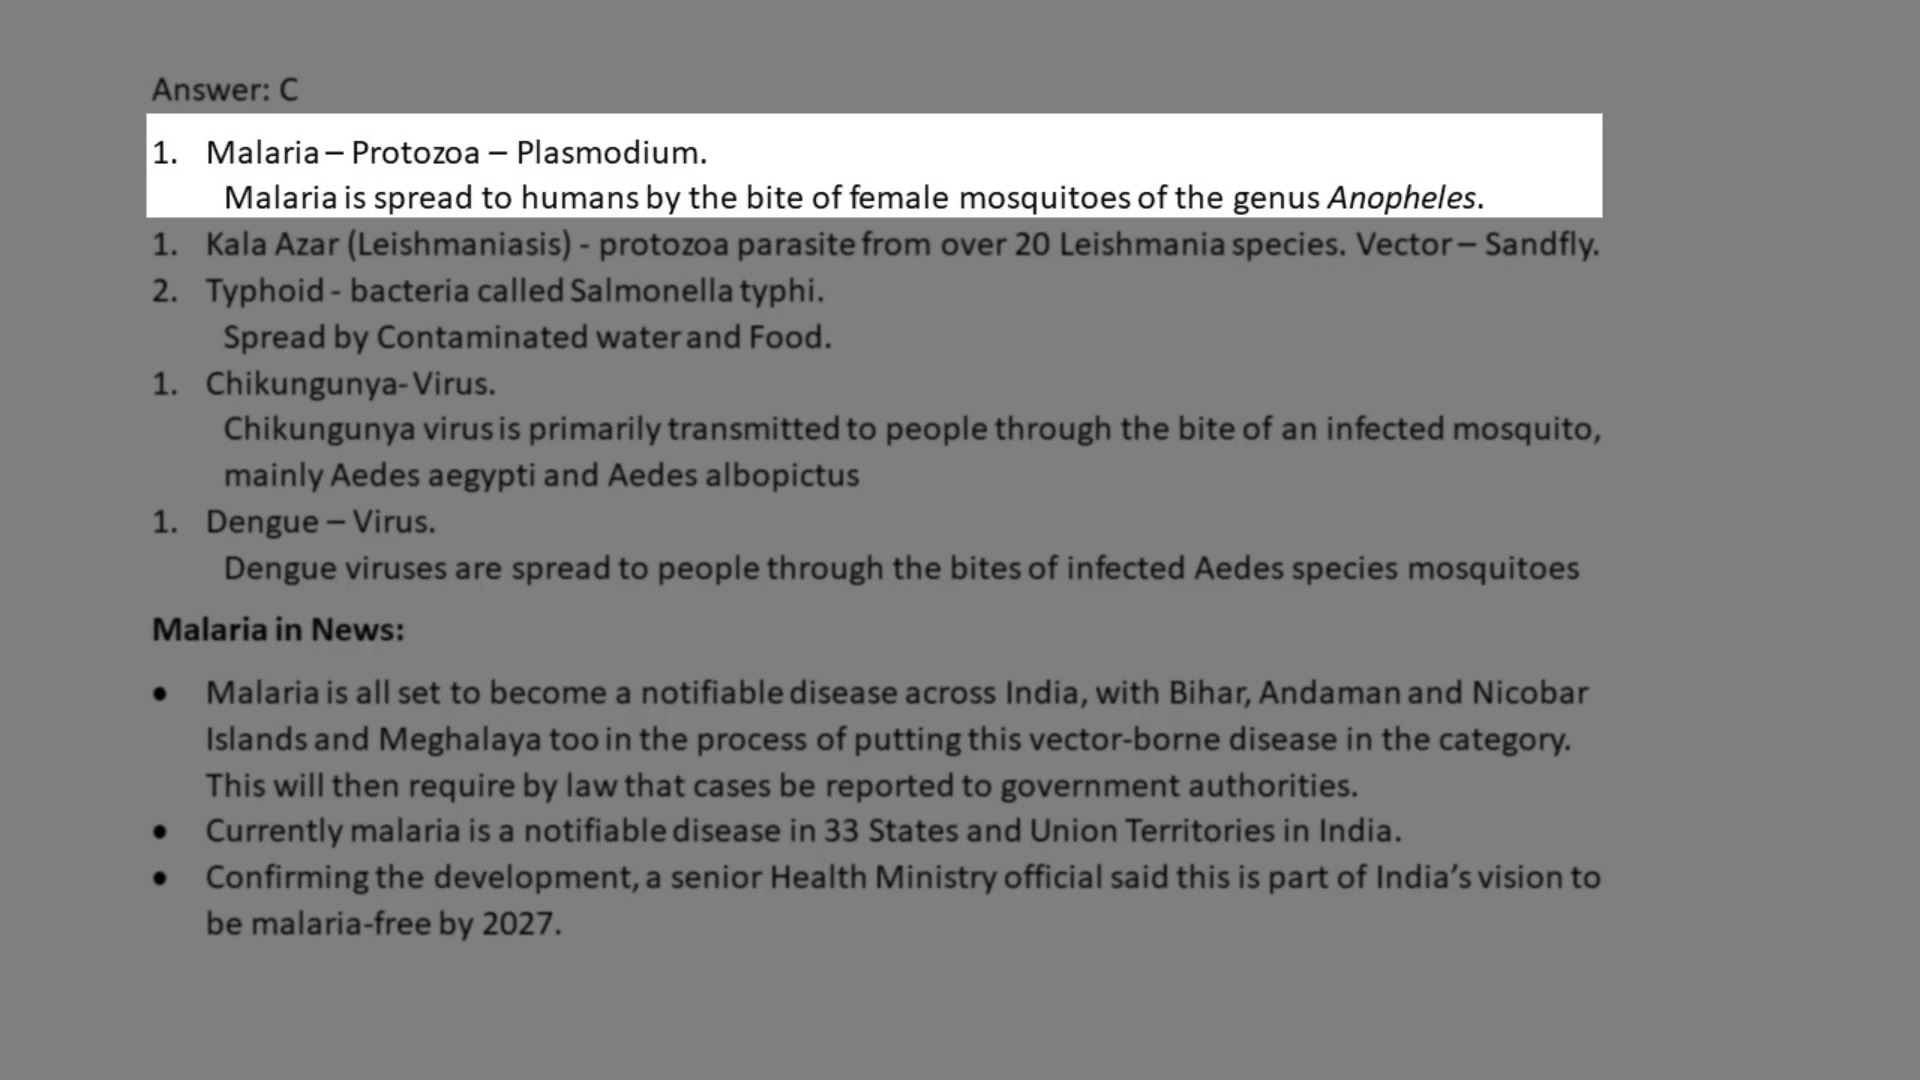 Answer: C
1. Malaria – Protozoa – Plasmodium.
Malaria is spread to humans by the bite of female mosquitoes of the genus Anopheles.
1. Kala Azar (Leishmaniasis) - protozoa parasite from over 20 Leishmania species. Vector – Sandfly.
2. Typhoid - bacteria called Salmonella typhi.
Spread by Contaminated water and Food.
1. Chikungunya- Virus.
Chikungunya virus is primarily transmitted to people through the bite of an infected mosquito,
mainly Aedes aegypti and Aedes albopictus
1. Dengue – Virus.
Dengue viruses are spread to people through the bites of infected Aedes species mosquitoes
Malaria in News:
• Malaria is all set to become a notifiable disease across India, with Bihar, Andaman and Nicobar
Islands and Meghalaya too in the process of putting this vector-borne disease in the category.
This will then require by law that cases be reported to government authorities.
• Currently malaria is a notifiable disease in 33 States and Union Territories in India.
• Confirming the development, a senior Health Ministry official said this is part of India’s vision to
be malaria-free by 2027.